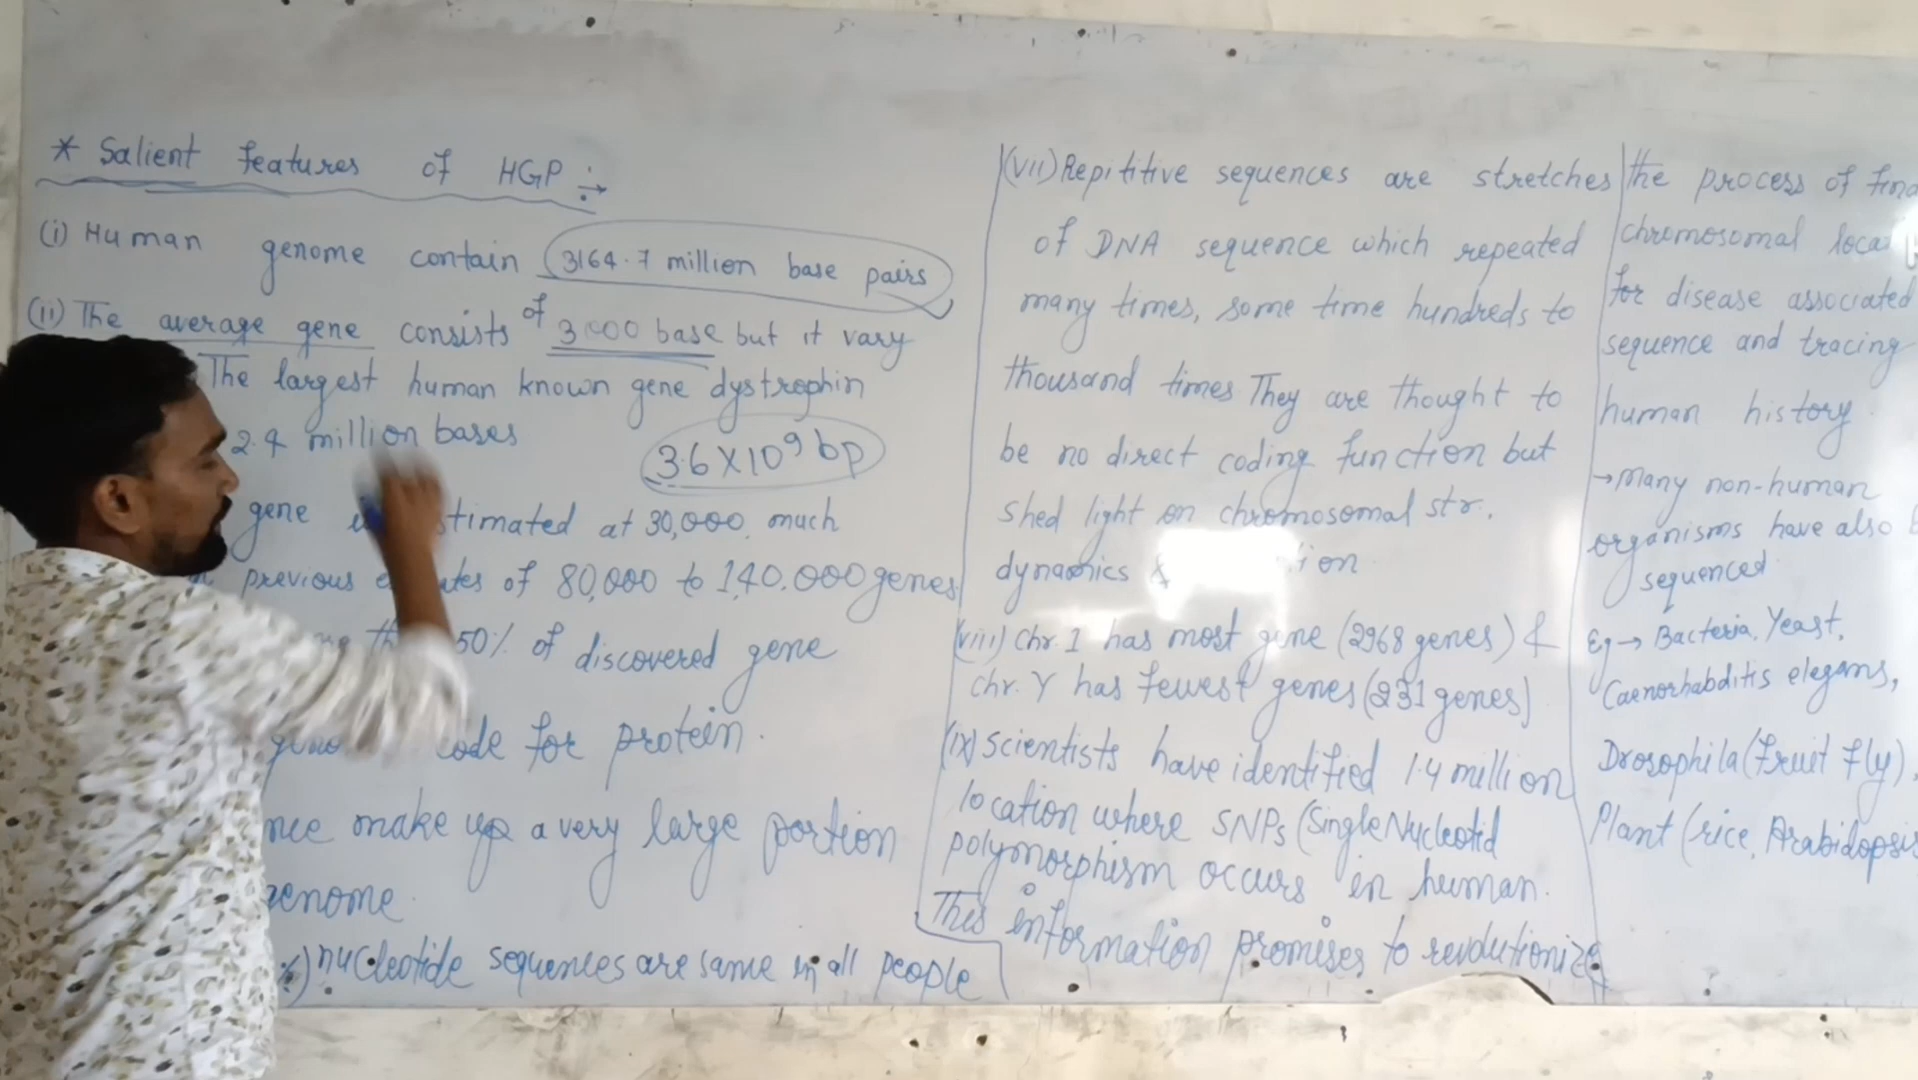 * Salient features of HGP :→
(i) Human genome contain 3164.7 million base pairs
(ii) The average gene consists of 3000 base but it vary
The largest human known gene dystrophin
2.4 million bases
3.6X10⁹ bp
gene estimated at 30,000, much
previous of 80,000 to 1,40,000 genes
50% of discovered gene
code for protein.
make up a very large portion
genome.
nucleotide sequences are same in all people
(vii) Repititive sequences are stretches
of DNA sequence which repeated
many times, some time hundreds to
thousand times They are thought to
be no direct coding function but
shed light on chromosomal str.
dynamics &
(viii) Chr. I has most gene (2968 genes) &
chr. Y has fewest genes (231 genes)
(ix) scientists have identified 1.4 million
location where SNPs (Single Nucleotid
polymorphism occurs in human.
This information promises to revolutionize
the process of
chromosomal
for disease associated
sequence and tracing
human history
→ Many non-human
organisms have also
sequenced
Eg → Bacteria, Yeast,
Caenorhabditis elegans,
Drosophila (fruit fly),
Plant (rice, Arabidopsis